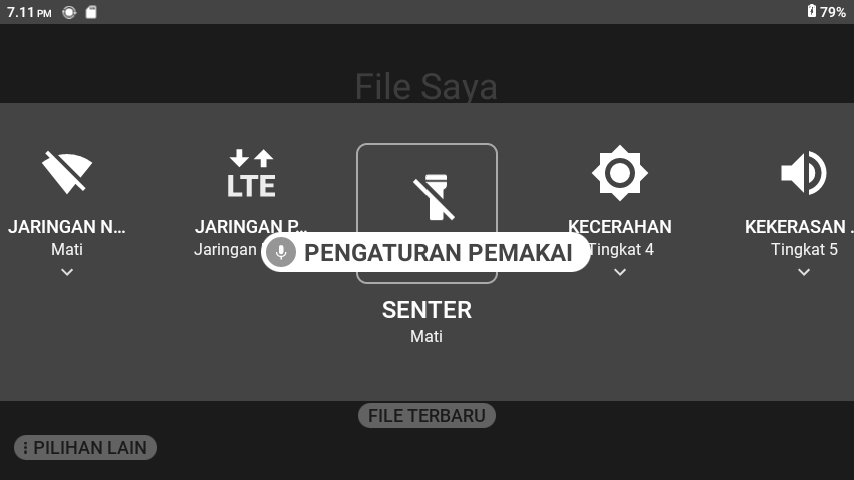 7.11 PM
79%
File Saya
LTE
JARINGAN N...
Mati
JARINGAN P...
Jaringan
PENGATURAN PEMAKAI
SENTER
Mati
KECERAHAN
Tingkat 4
KEKERASAN .
Tingkat 5
FILE TERBARU
PILIHAN LAIN